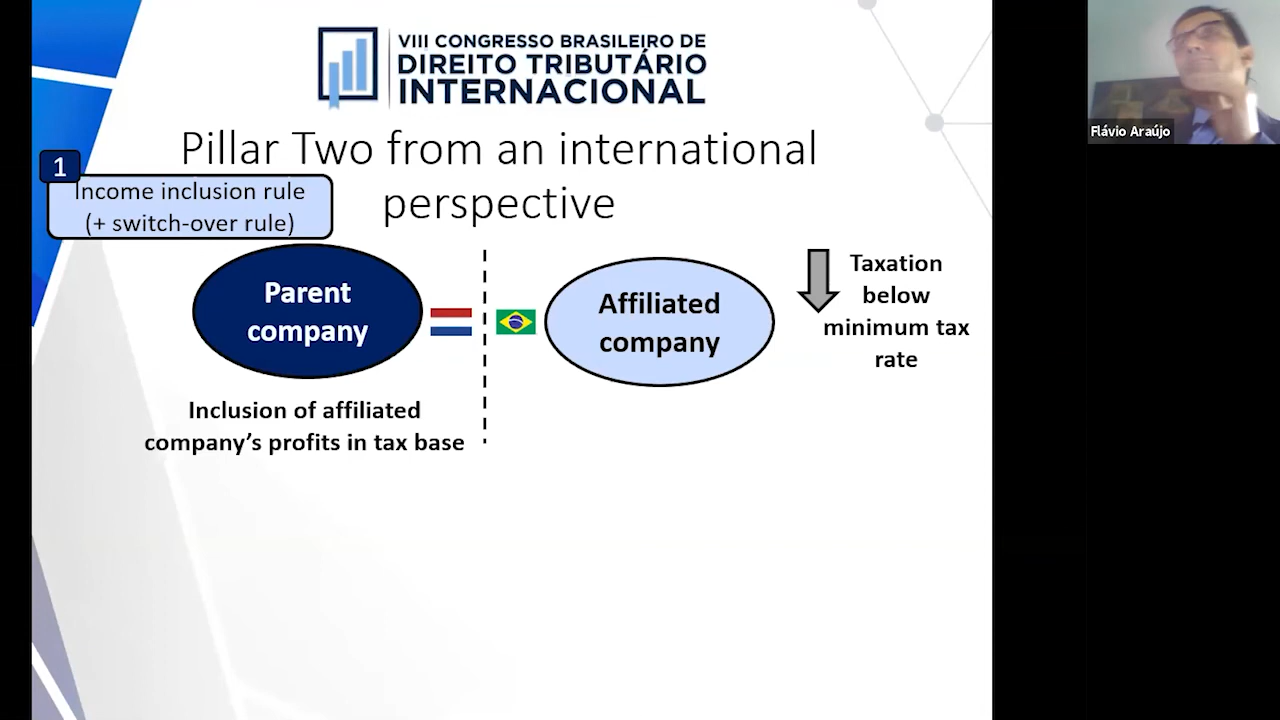 VIII CONGRESSO BRASILEIRO DE
DIREITO TRIBUTÁRIO
INTERNACIONAL
Pillar Two from an international
perspective
1
Income inclusion rule
(+ switch-over rule)
Parent
company
Affiliated
company
Taxation
below
minimum tax
rate
Inclusion of affiliated
company’s profits in tax base
Flávio Araújo